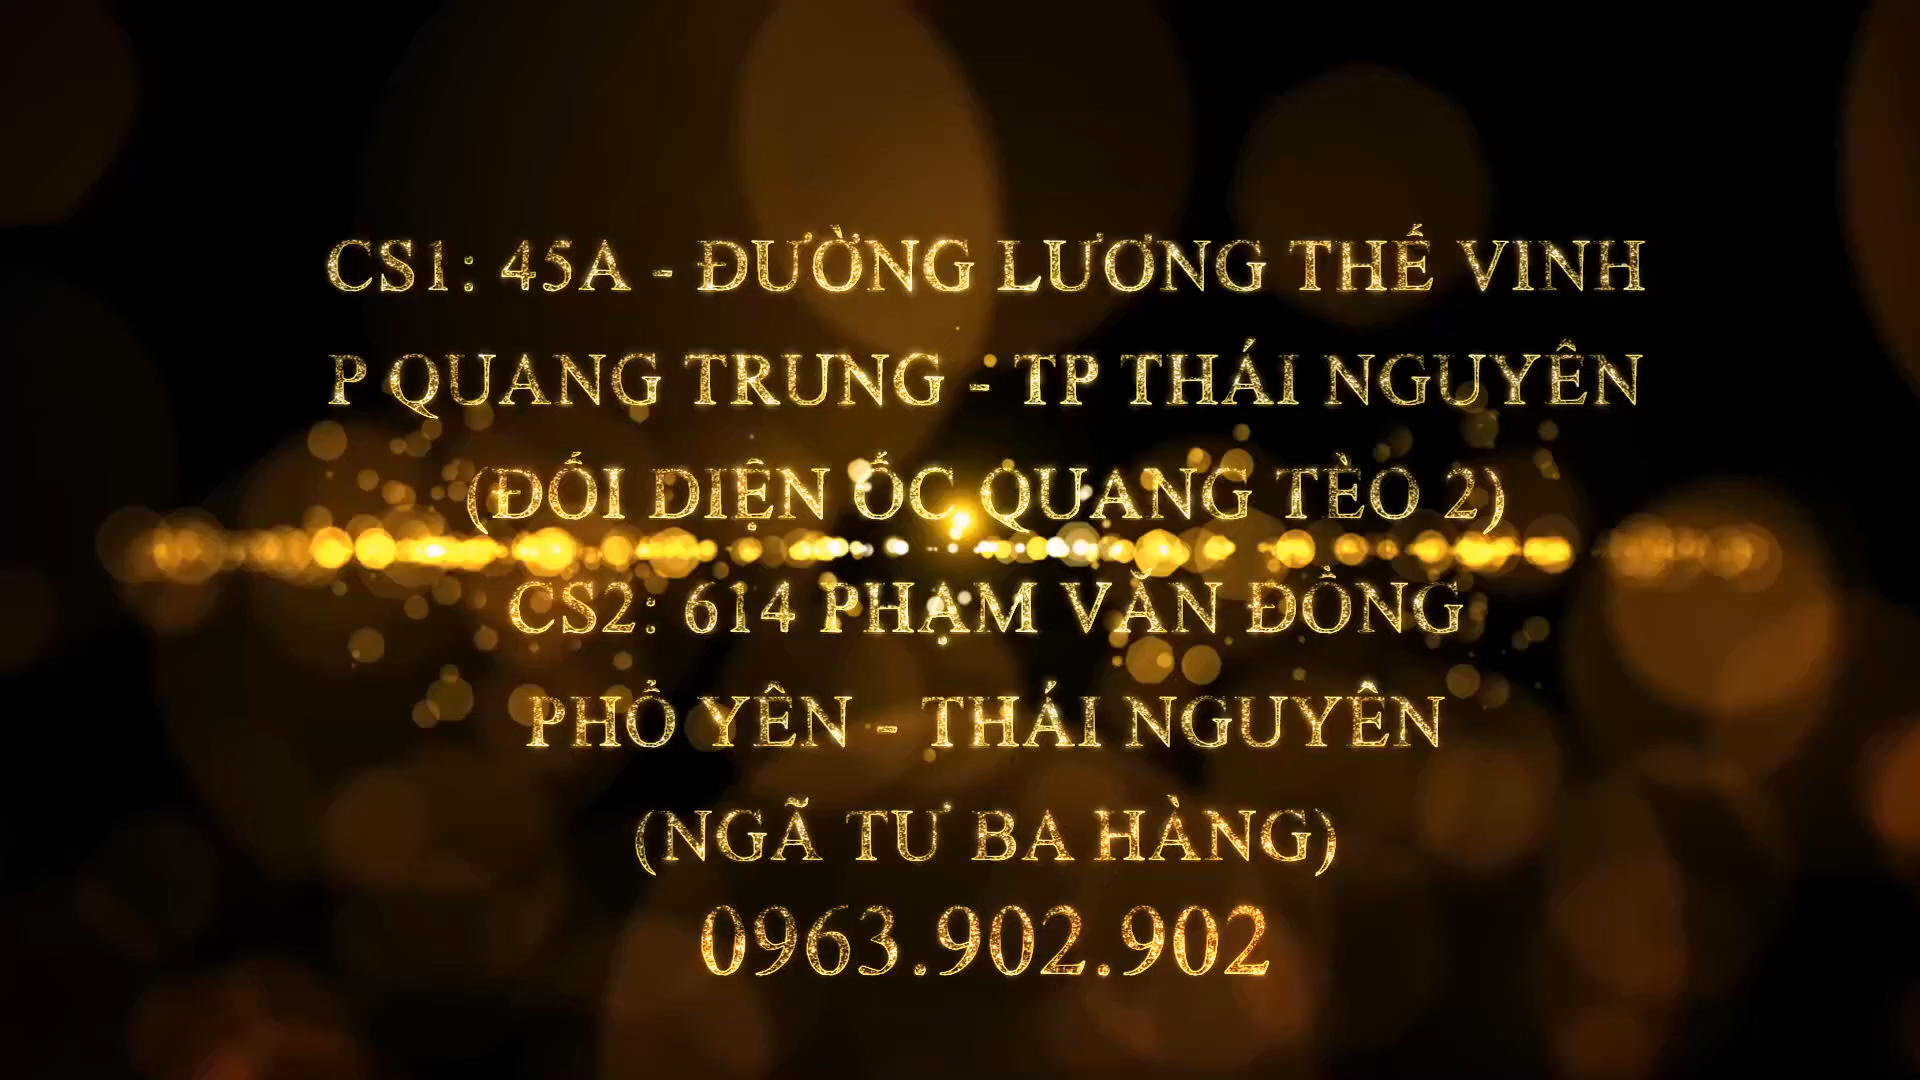 CS1: 45A - ĐƯỜNG LƯƠNG THẾ VINH
P QUANG TRUNG - TP THÁI NGUYÊN
(ĐỐI DIỆN ỐC QUANG TÈO 2)
CS2: 614 PHẠM VĂN ĐỒNG
PHỔ YÊN - THÁI NGUYÊN
(NGÃ TƯ BA HÀNG)
0963.902.902